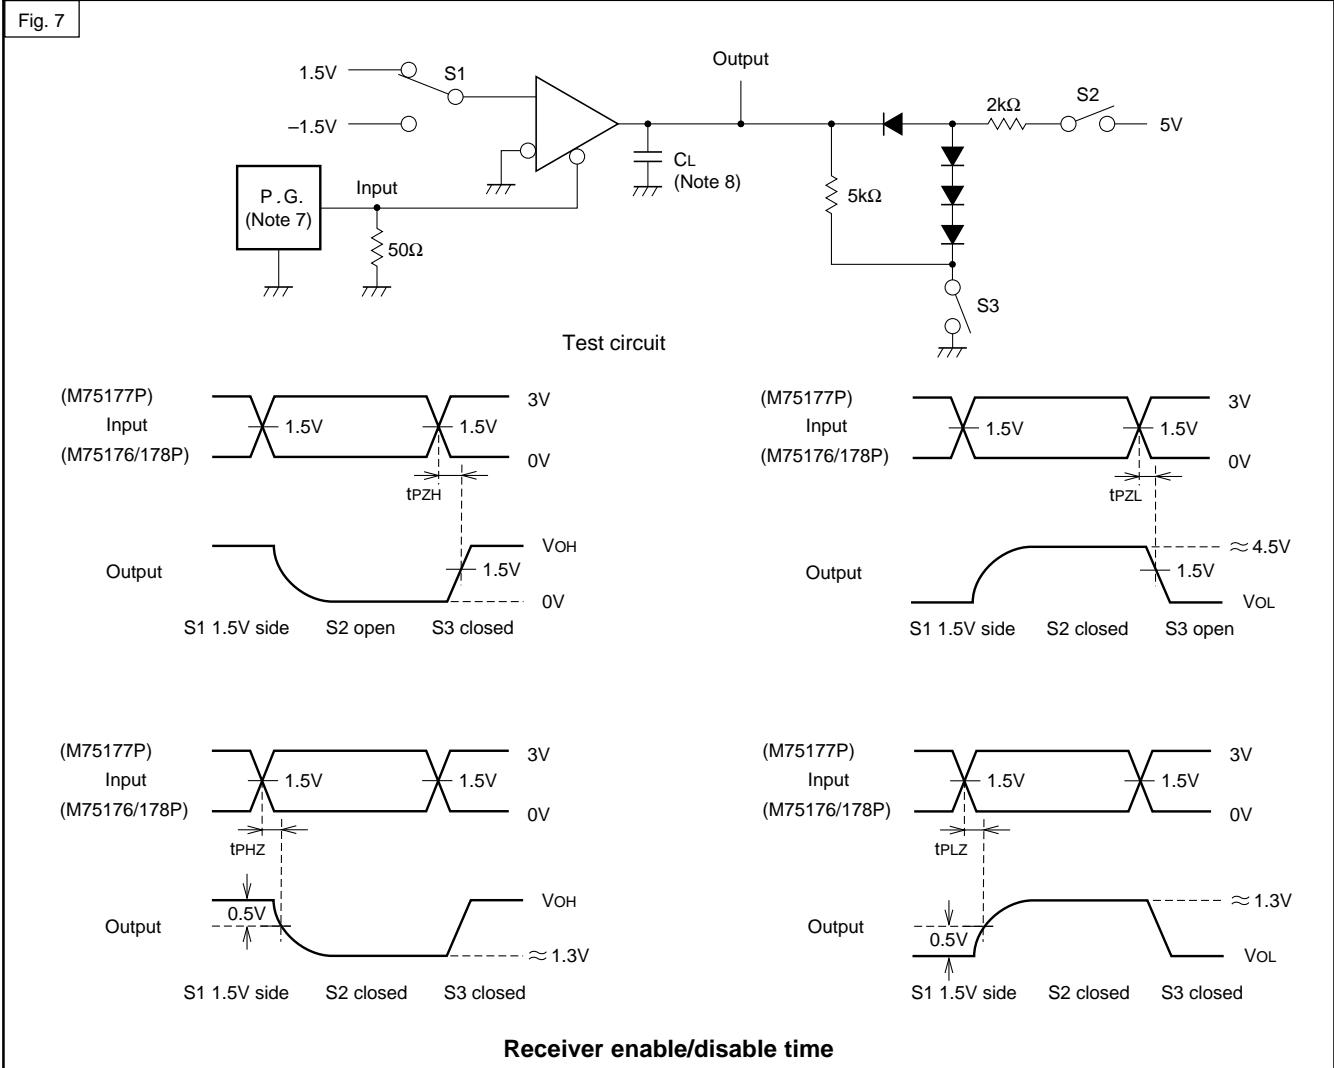 Fig. 7
Output
1.5V
S1
2kΩ
S2
5V
–1.5V
CL
(Note 8)
P.G.
(Note 7)
Input
5kΩ
50Ω
S3
Test circuit
(M75177P)
3V
Input
1.5V
1.5V
(M75176/178P)
0V
tPZH
VOH
Output
1.5V
0V
S1 1.5V side S2 open S3 closed
(M75177P)
3V
Input
1.5V
1.5V
(M75176/178P)
0V
tPZL
≈ 4.5V
Output
1.5V
VOL
S1 1.5V side S2 closed S3 open
(M75177P)
3V
Input
1.5V
1.5V
(M75176/178P)
0V
tPHZ
VOH
0.5V
Output
≈ 1.3V
S1 1.5V side S2 closed S3 closed
(M75177P)
3V
Input
1.5V
1.5V
(M75176/178P)
0V
tPLZ
≈ 1.3V
Output
0.5V
VOL
S1 1.5V side S2 closed S3 closed
Receiver enable/disable time